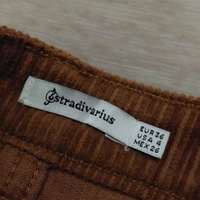 stradivarius
EUR 36
USA 4
MEX 26